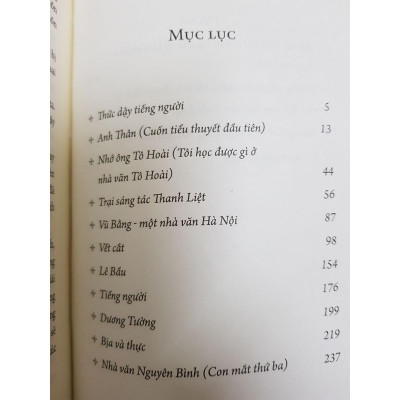 MỤC LỤC
Thức dậy tiếng người 5
Anh Thân (Cuốn tiểu thuyết đầu tiên) 13
Nhớ ông Tô Hoài (Tôi học được gì ở
nhà văn Tô Hoài) 44
Trại sáng tác Thanh Liệt 56
Vũ Bằng - một nhà văn Hà Nội 87
Vết cắt 98
Lê Bầu 154
Tiếng người 176
Dương Tường 199
Bịa và thực 219
Nhà văn Nguyên Bình (Con mắt thứ ba) 237